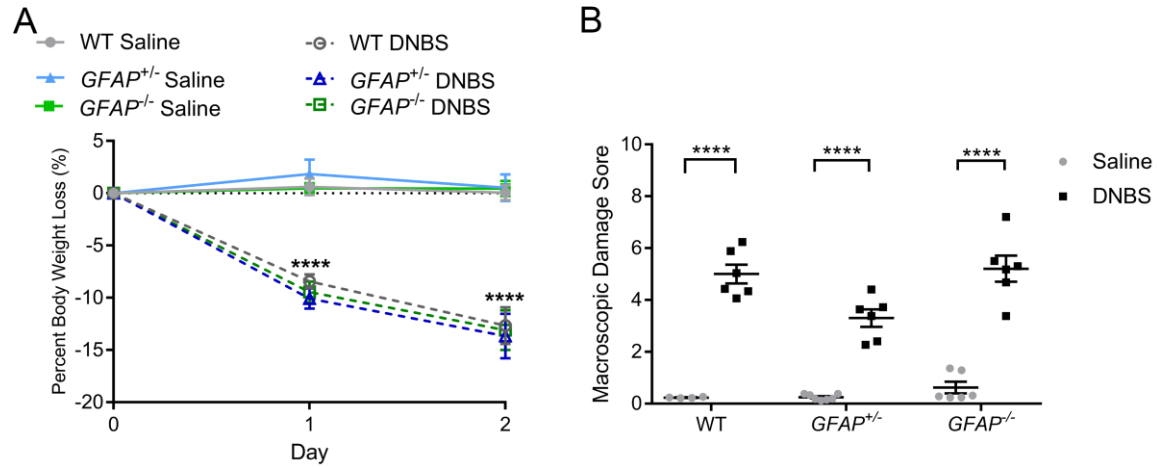 A
WT Saline
WT DNBS
GFAP+/- Saline
GFAP+/- DNBS
GFAP-/- Saline
GFAP-/- DNBS
Percent Body Weight Loss (%)
5
0
-5
-10
-15
-20
****
****
0
1
2
Day
B
Macroscopic Damage Sore
10
8
6
4
2
0
****
****
****
Saline
DNBS
WT
GFAP+/-
GFAP-/-